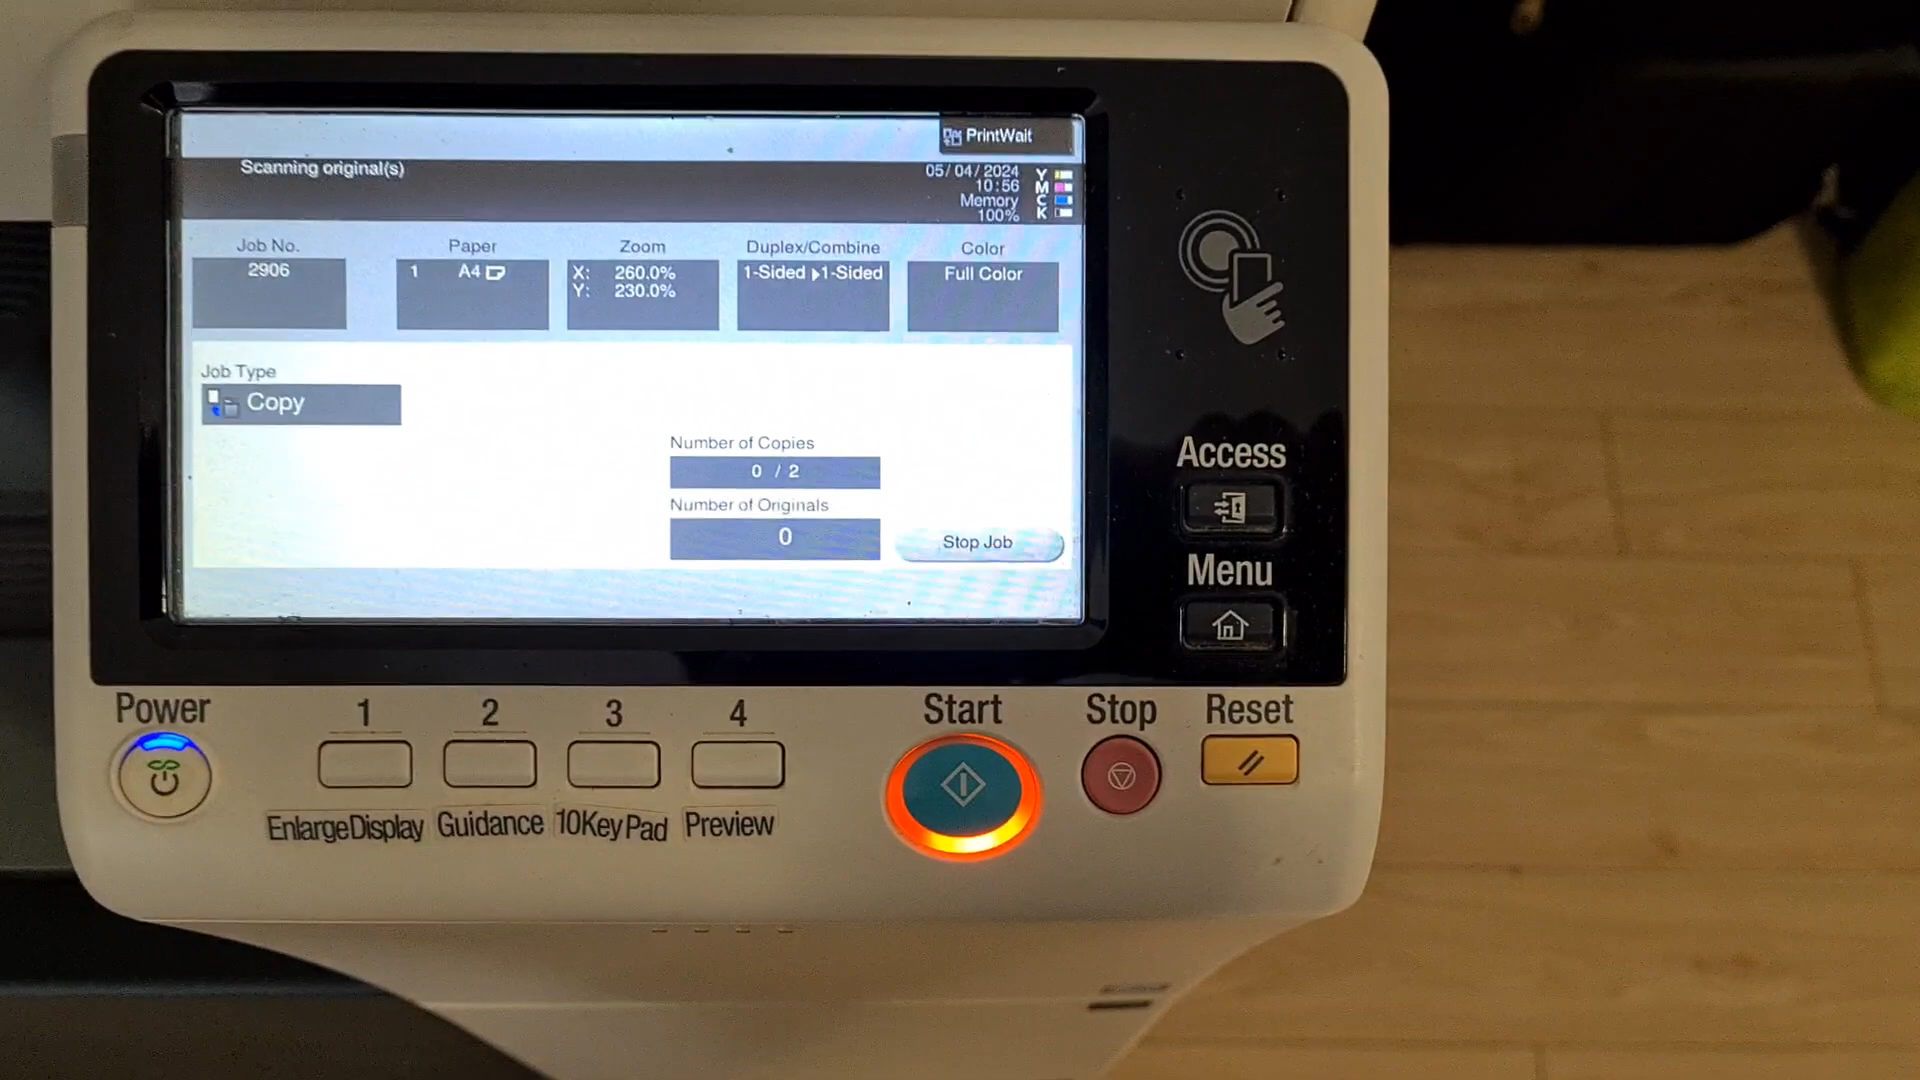 PrintWait
Scanning original(s)
05/04/2024
10:56
Memory
100%
Y
M
C
K
Job No.
2906
Paper
1 A4
Zoom
X: 260.0%
Y: 230.0%
Duplex/Combine
1-Sided ▶1-Sided
Color
Full Color
Job Type
Copy
Number of Copies
0 / 2
Number of Originals
0
Stop Job
Access
Menu
Power
1
2
3
4
Start
Stop
Reset
EnlargeDisplay
Guidance
10KeyPad
Preview